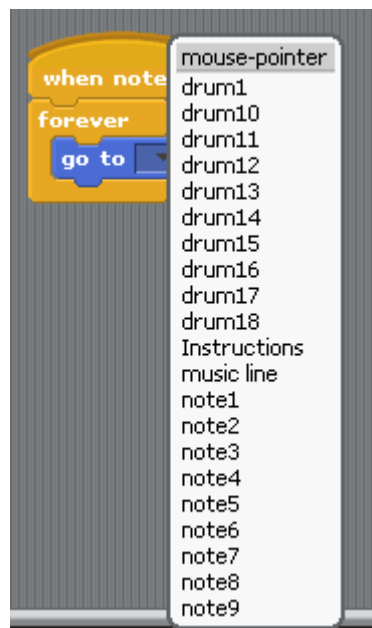 when note
forever
go to
mouse-pointer
drum1
drum10
drum11
drum12
drum13
drum14
drum15
drum16
drum17
drum18
Instructions
music line
note1
note2
note3
note4
note5
note6
note7
note8
note9